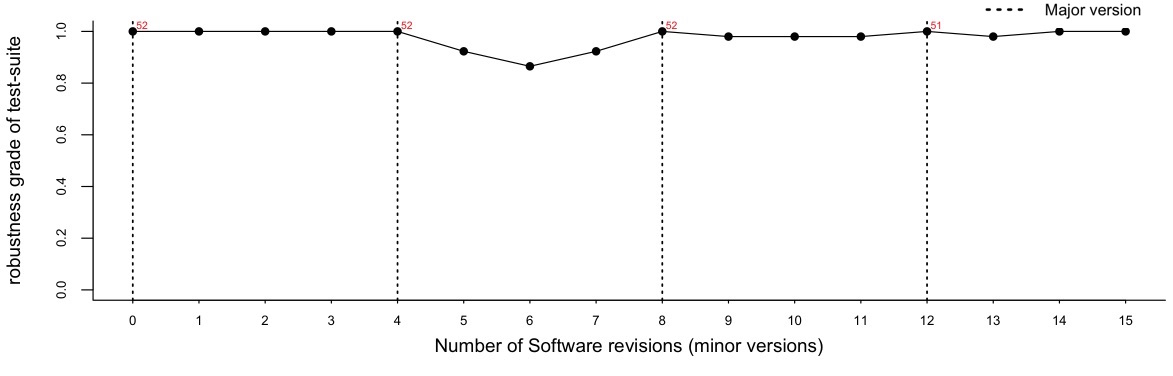 Major version
52
52
52
51
robustness grade of test-suite
1.0
0.8
0.6
0.4
0.2
0.0
0 1 2 3 4 5 6 7 8 9 10 11 12 13 14 15
Number of Software revisions (minor versions)